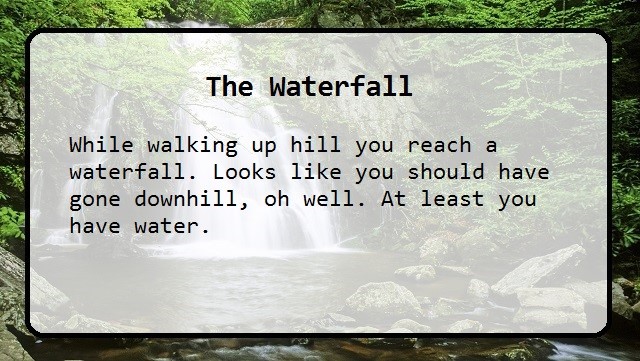 The Waterfall
While walking up hill you reach a
waterfall. Looks like you should have
gone downhill, oh well. At least you
have water.